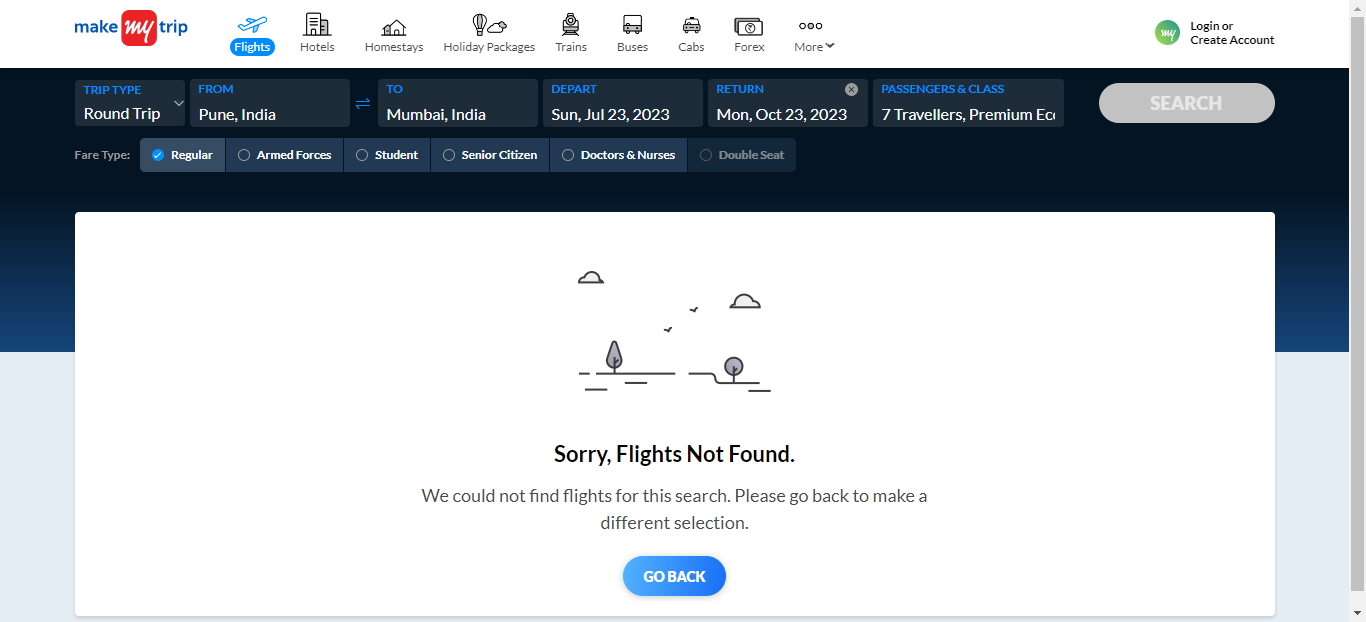 make my trip
Flights
Hotels
Homestays
Holiday Packages
Trains
Buses
Cabs
Forex
More
my
Login or
Create Account
TRIP TYPE
Round Trip
FROM
Pune, India
TO
Mumbai, India
DEPART
Sun, Jul 23, 2023
RETURN
Mon, Oct 23, 2023
PASSENGERS & CLASS
7 Travellers, Premium Ec
SEARCH
Fare Type:
Regular
Armed Forces
Student
Senior Citizen
Doctors & Nurses
Double Seat
Sorry, Flights Not Found.
We could not find flights for this search. Please go back to make a
different selection.
GO BACK